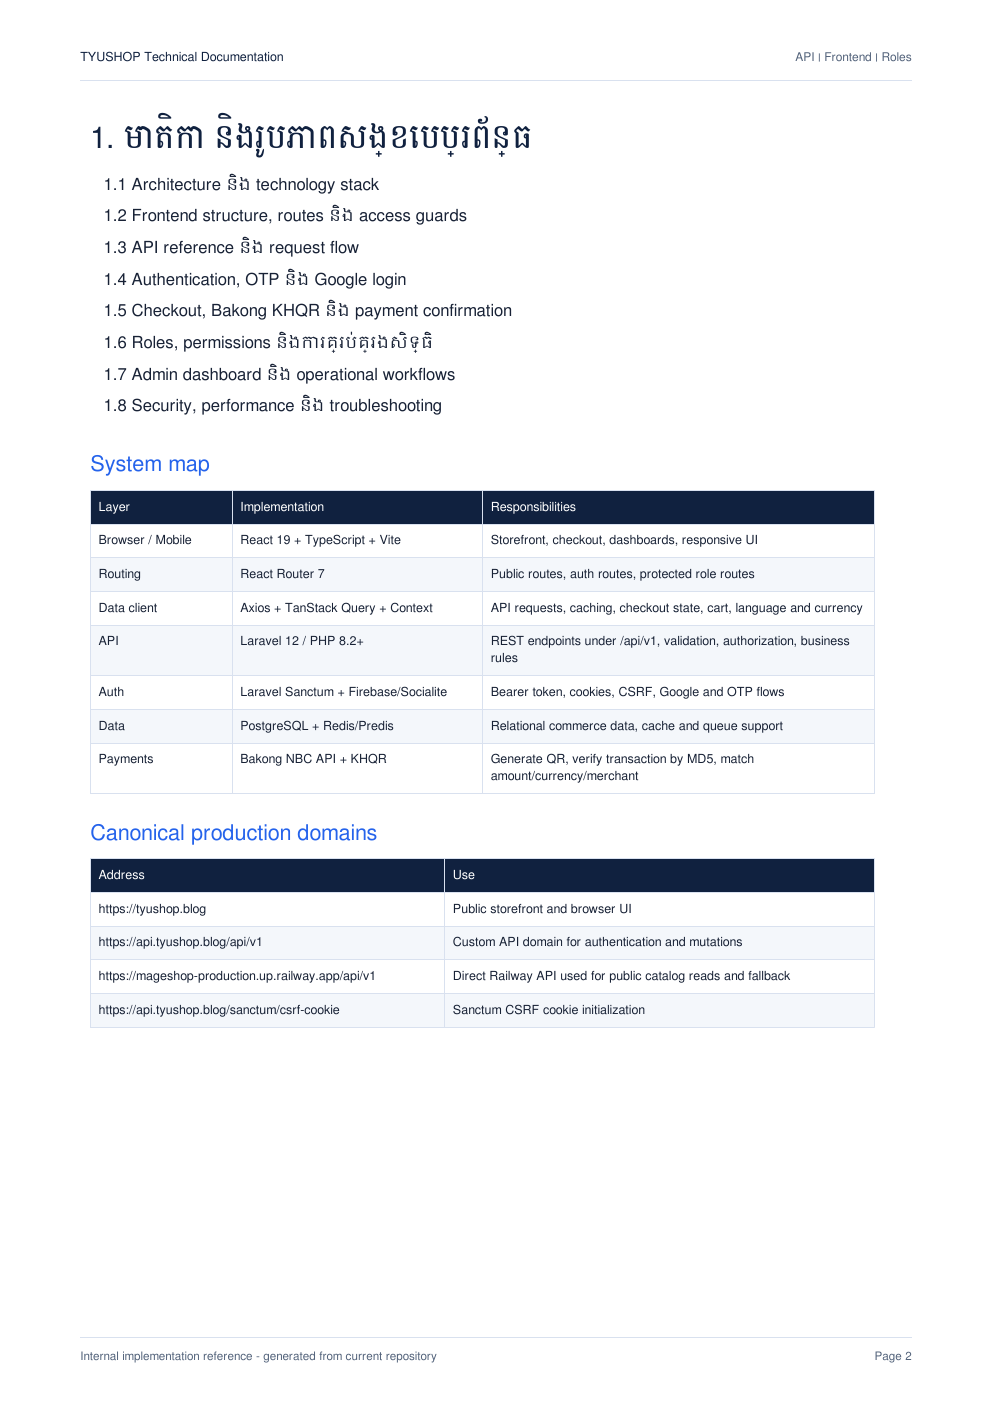 TYUSHOP Technical Documentation
API | Frontend | Roles
1. មាតិកា និងរូបភាពសង្ខេបប្រព័ន្ធ
1.1 Architecture និង technology stack
1.2 Frontend structure, routes និង access guards
1.3 API reference និង request flow
1.4 Authentication, OTP និង Google login
1.5 Checkout, Bakong KHQR និង payment confirmation
1.6 Roles, permissions និងការគ្រប់គ្រងសិទ្ធិ
1.7 Admin dashboard និង operational workflows
1.8 Security, performance និង troubleshooting
System map
Layer Implementation Responsibilities
Browser / Mobile React 19 + TypeScript + Vite Storefront, checkout, dashboards, responsive UI
Routing React Router 7 Public routes, auth routes, protected role routes
Data client Axios + TanStack Query + Context API requests, caching, checkout state, cart, language and currency
API Laravel 12 / PHP 8.2+ REST endpoints under /api/v1, validation, authorization, business
rules
Auth Laravel Sanctum + Firebase/Socialite Bearer token, cookies, CSRF, Google and OTP flows
Data PostgreSQL + Redis/Predis Relational commerce data, cache and queue support
Payments Bakong NBC API + KHQR Generate QR, verify transaction by MD5, match
amount/currency/merchant
Canonical production domains
Address Use
https://tyushop.blog Public storefront and browser UI
https://api.tyushop.blog/api/v1 Custom API domain for authentication and mutations
https://mageshop-production.up.railway.app/api/v1 Direct Railway API used for public catalog reads and fallback
https://api.tyushop.blog/sanctum/csrf-cookie Sanctum CSRF cookie initialization
Internal implementation reference - generated from current repository
Page 2